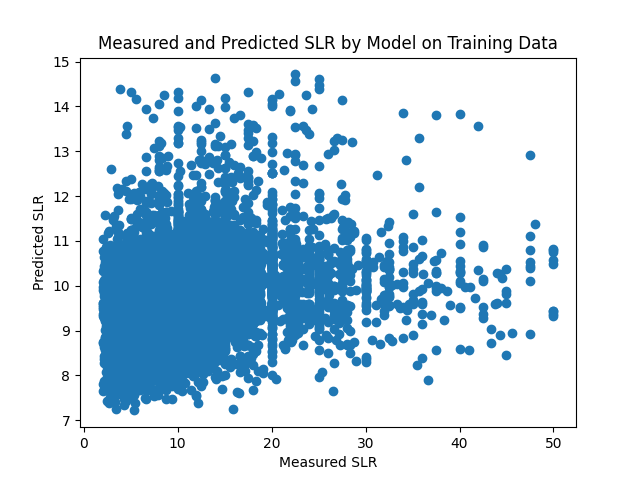 Measured and Predicted SLR by Model on Training Data
15
14
13
12
11
10
9
8
7
Predicted SLR
0 10 20 30 40 50
Measured SLR